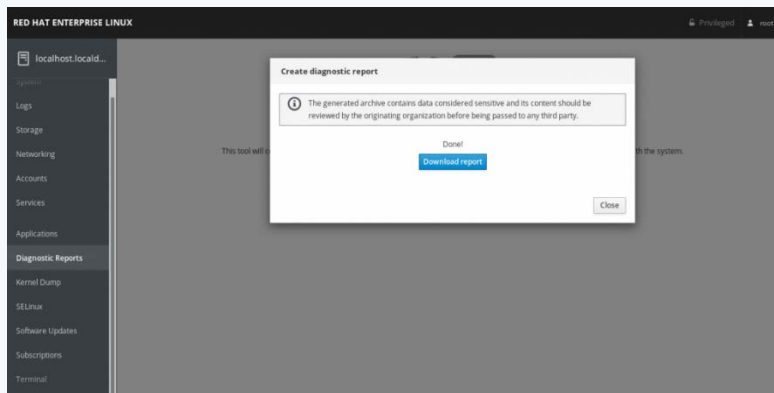 RED HAT ENTERPRISE LINUX
Privileged
root
localhost.locald...
System
Logs
Storage
Networking
Accounts
Services
Applications
Diagnostic Reports
Kernel Dump
SELinux
Software Updates
Subscriptions
Terminal
Create diagnostic report
The generated archive contains data considered sensitive and its content should be
reviewed by the originating organization before being passed to any third party.
This tool will c
Done!
th the system.
Download report
Close